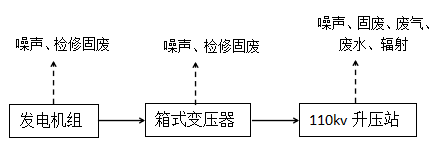 噪声、固废、废气、
废水、辐射
噪声、检修固废
噪声、检修固废
发电机组
箱式变压器
110kv 升压站